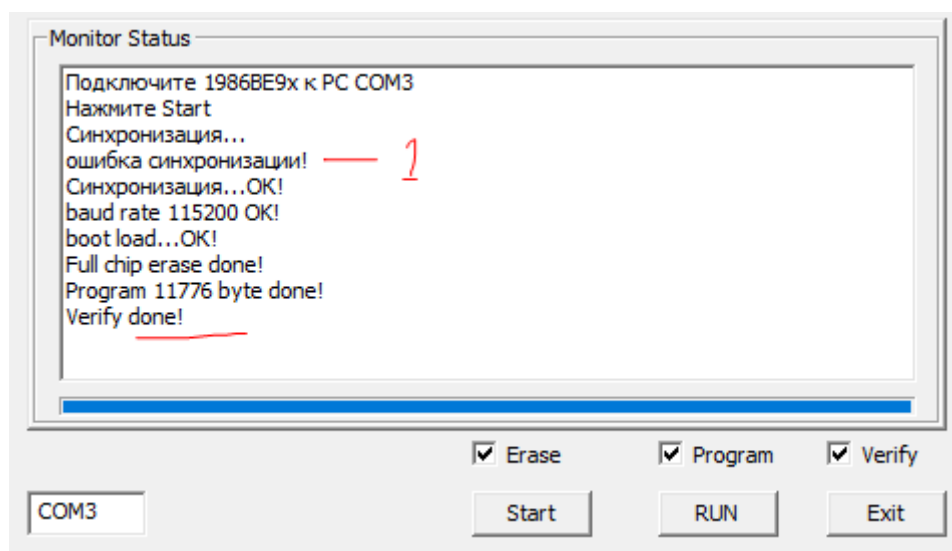 Monitor Status
Подключите 1986BE9x к PC COM3
Нажмите Start
Синхронизация...
ошибка синхронизации! — 1
Синхронизация...OK!
baud rate 115200 OK!
boot load...OK!
Full chip erase done!
Program 11776 byte done!
Verify done!
Erase Program Verify
COM3 Start RUN Exit